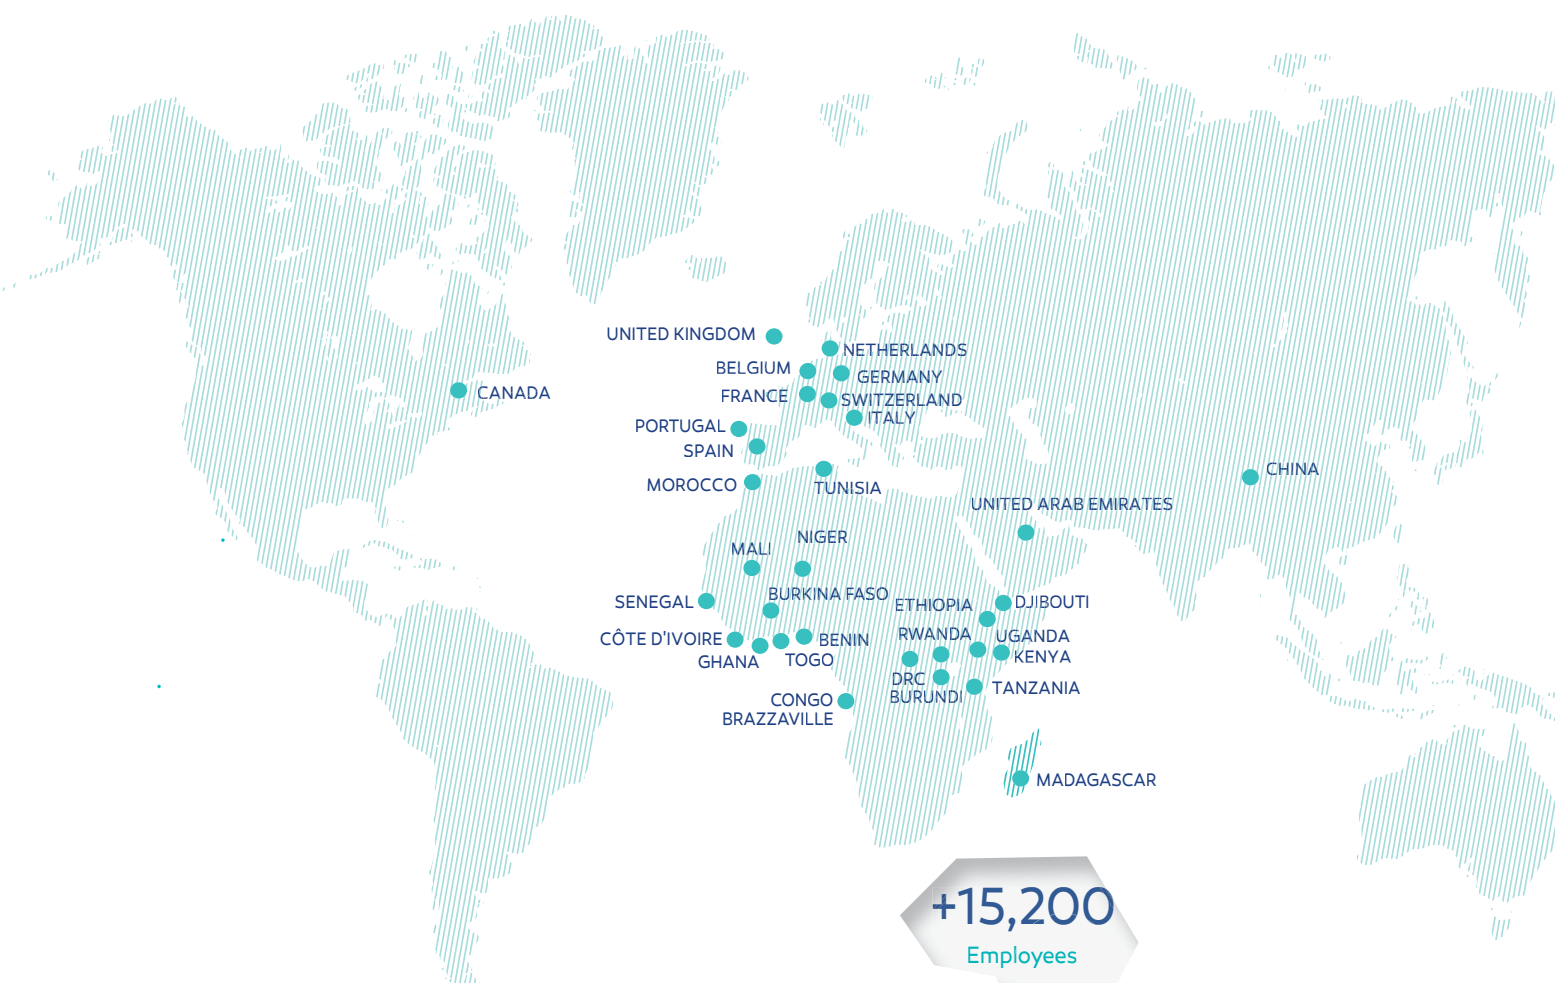 UNITED KINGDOM
NETHERLANDS
BELGIUM
GERMANY
FRANCE
SWITZERLAND
CANADA
ITALY
PORTUGAL
SPAIN
CHINA
MOROCCO
TUNISIA
UNITED ARAB EMIRATES
NIGER
MALI
BURKINA FASO
SENEGAL
ETHIOPIA
DJIBOUTI
RWANDA
UGANDA
CÔTE D'IVOIRE
BENIN
KENYA
GHANA
TOGO
DRC
TANZANIA
BURUNDI
CONGO
BRAZZAVILLE
MADAGASCAR
+15,200
Employees